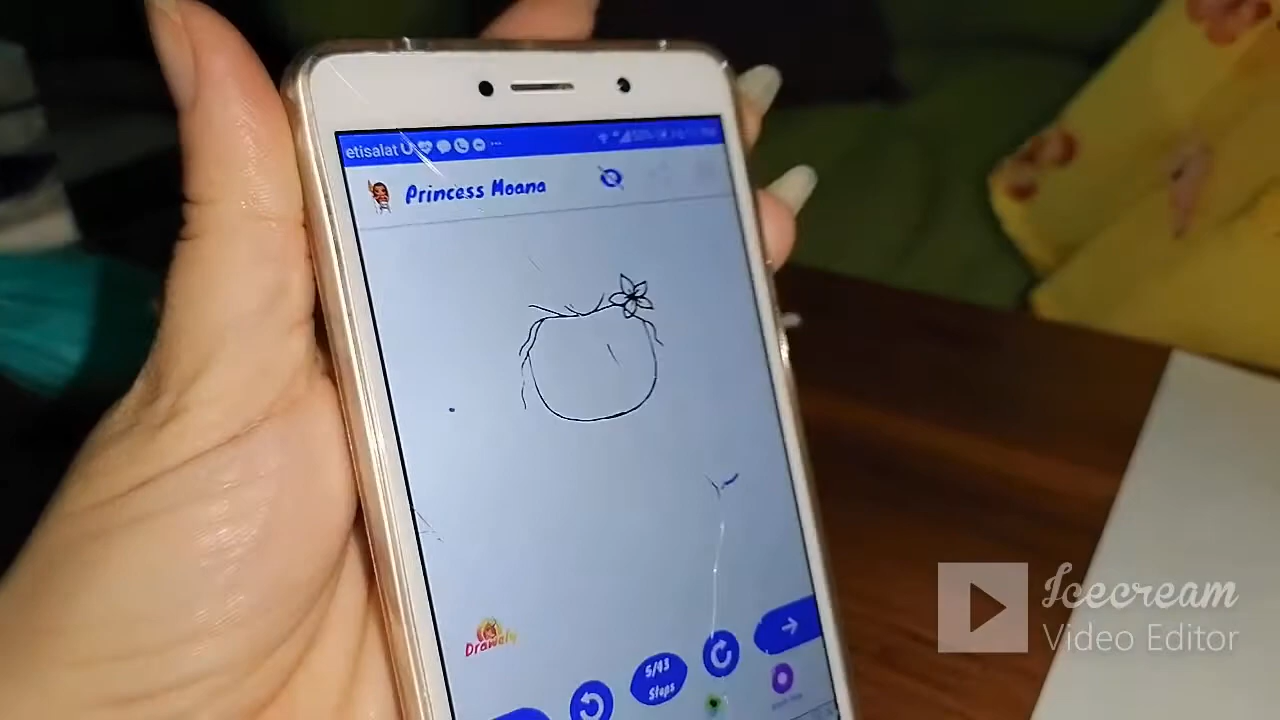 etisalat
Princess Moana
Drawely
5/43
Steps
Icecream
Video Editor